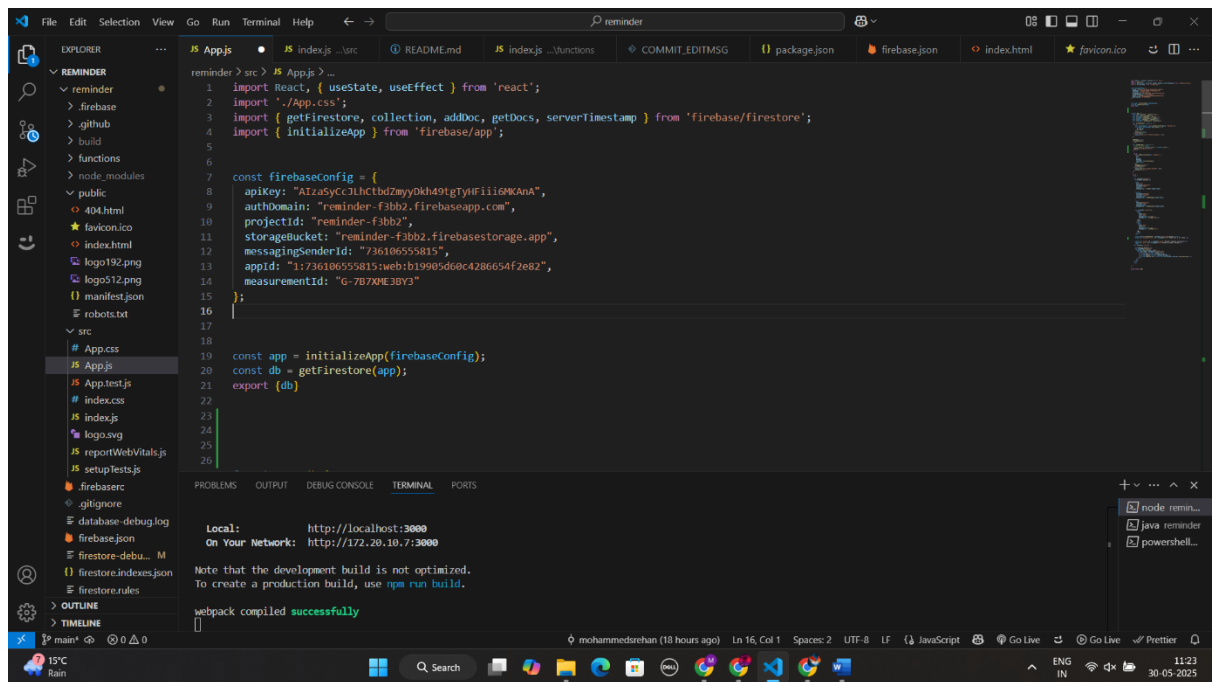 File Edit Selection View Go Run Terminal Help
reminder
EXPLORER
JS App.js
JS index.js ...\src
README.md
JS index.js ...\functions
COMMIT_EDITMSG
{} package.json
firebase.json
index.html
favicon.ico
REMINDER
reminder
.firebase
.github
build
functions
node_modules
public
404.html
favicon.ico
index.html
logo192.png
logo512.png
{} manifest.json
robots.txt
src
# App.css
JS App.js
JS App.test.js
# index.css
JS index.js
logo.svg
JS reportWebVitals.js
JS setupTests.js
.firebaserc
.gitignore
database-debug.log
firebase.json
firestore-debu... M
{} firestore.indexes.json
firestore.rules
OUTLINE
TIMELINE
reminder > src > JS App.js > ...
1 import React, { useState, useEffect } from 'react';
2 import './App.css';
3 import { getFirestore, collection, addDoc, getDocs, serverTimestamp } from 'firebase/firestore';
4 import { initializeApp } from 'firebase/app';
5
6
7 const firebaseConfig = {
8 apiKey: "AIzaSyCcJLhCtbdZmyyDkh49tgTyHFiii6MKAnA",
9 authDomain: "reminder-f3bb2.firebaseapp.com",
10 projectId: "reminder-f3bb2",
11 storageBucket: "reminder-f3bb2.firebasestorage.app",
12 messagingSenderId: "736106555815",
13 appId: "1:736106555815:web:b19905d60c4286654f2e82",
14 measurementId: "G-7B7XME3BY3"
15 };
16
17
18
19 const app = initializeApp(firebaseConfig);
20 const db = getFirestore(app);
21 export {db}
22
23
24
25
26
PROBLEMS OUTPUT DEBUG CONSOLE TERMINAL PORTS
Local: http://localhost:3000
On Your Network: http://172.20.10.7:3000
Note that the development build is not optimized.
To create a production build, use npm run build.
webpack compiled successfully
node remin...
java reminder
powershell...
main* 0 0
mohammedsrehan (18 hours ago) Ln 16, Col 1 Spaces: 2 UTF-8 LF {} JavaScript Go Live Go Live Prettier
7
15°C
Rain
Search
DELL
ENG
IN
11:23
30-05-2025